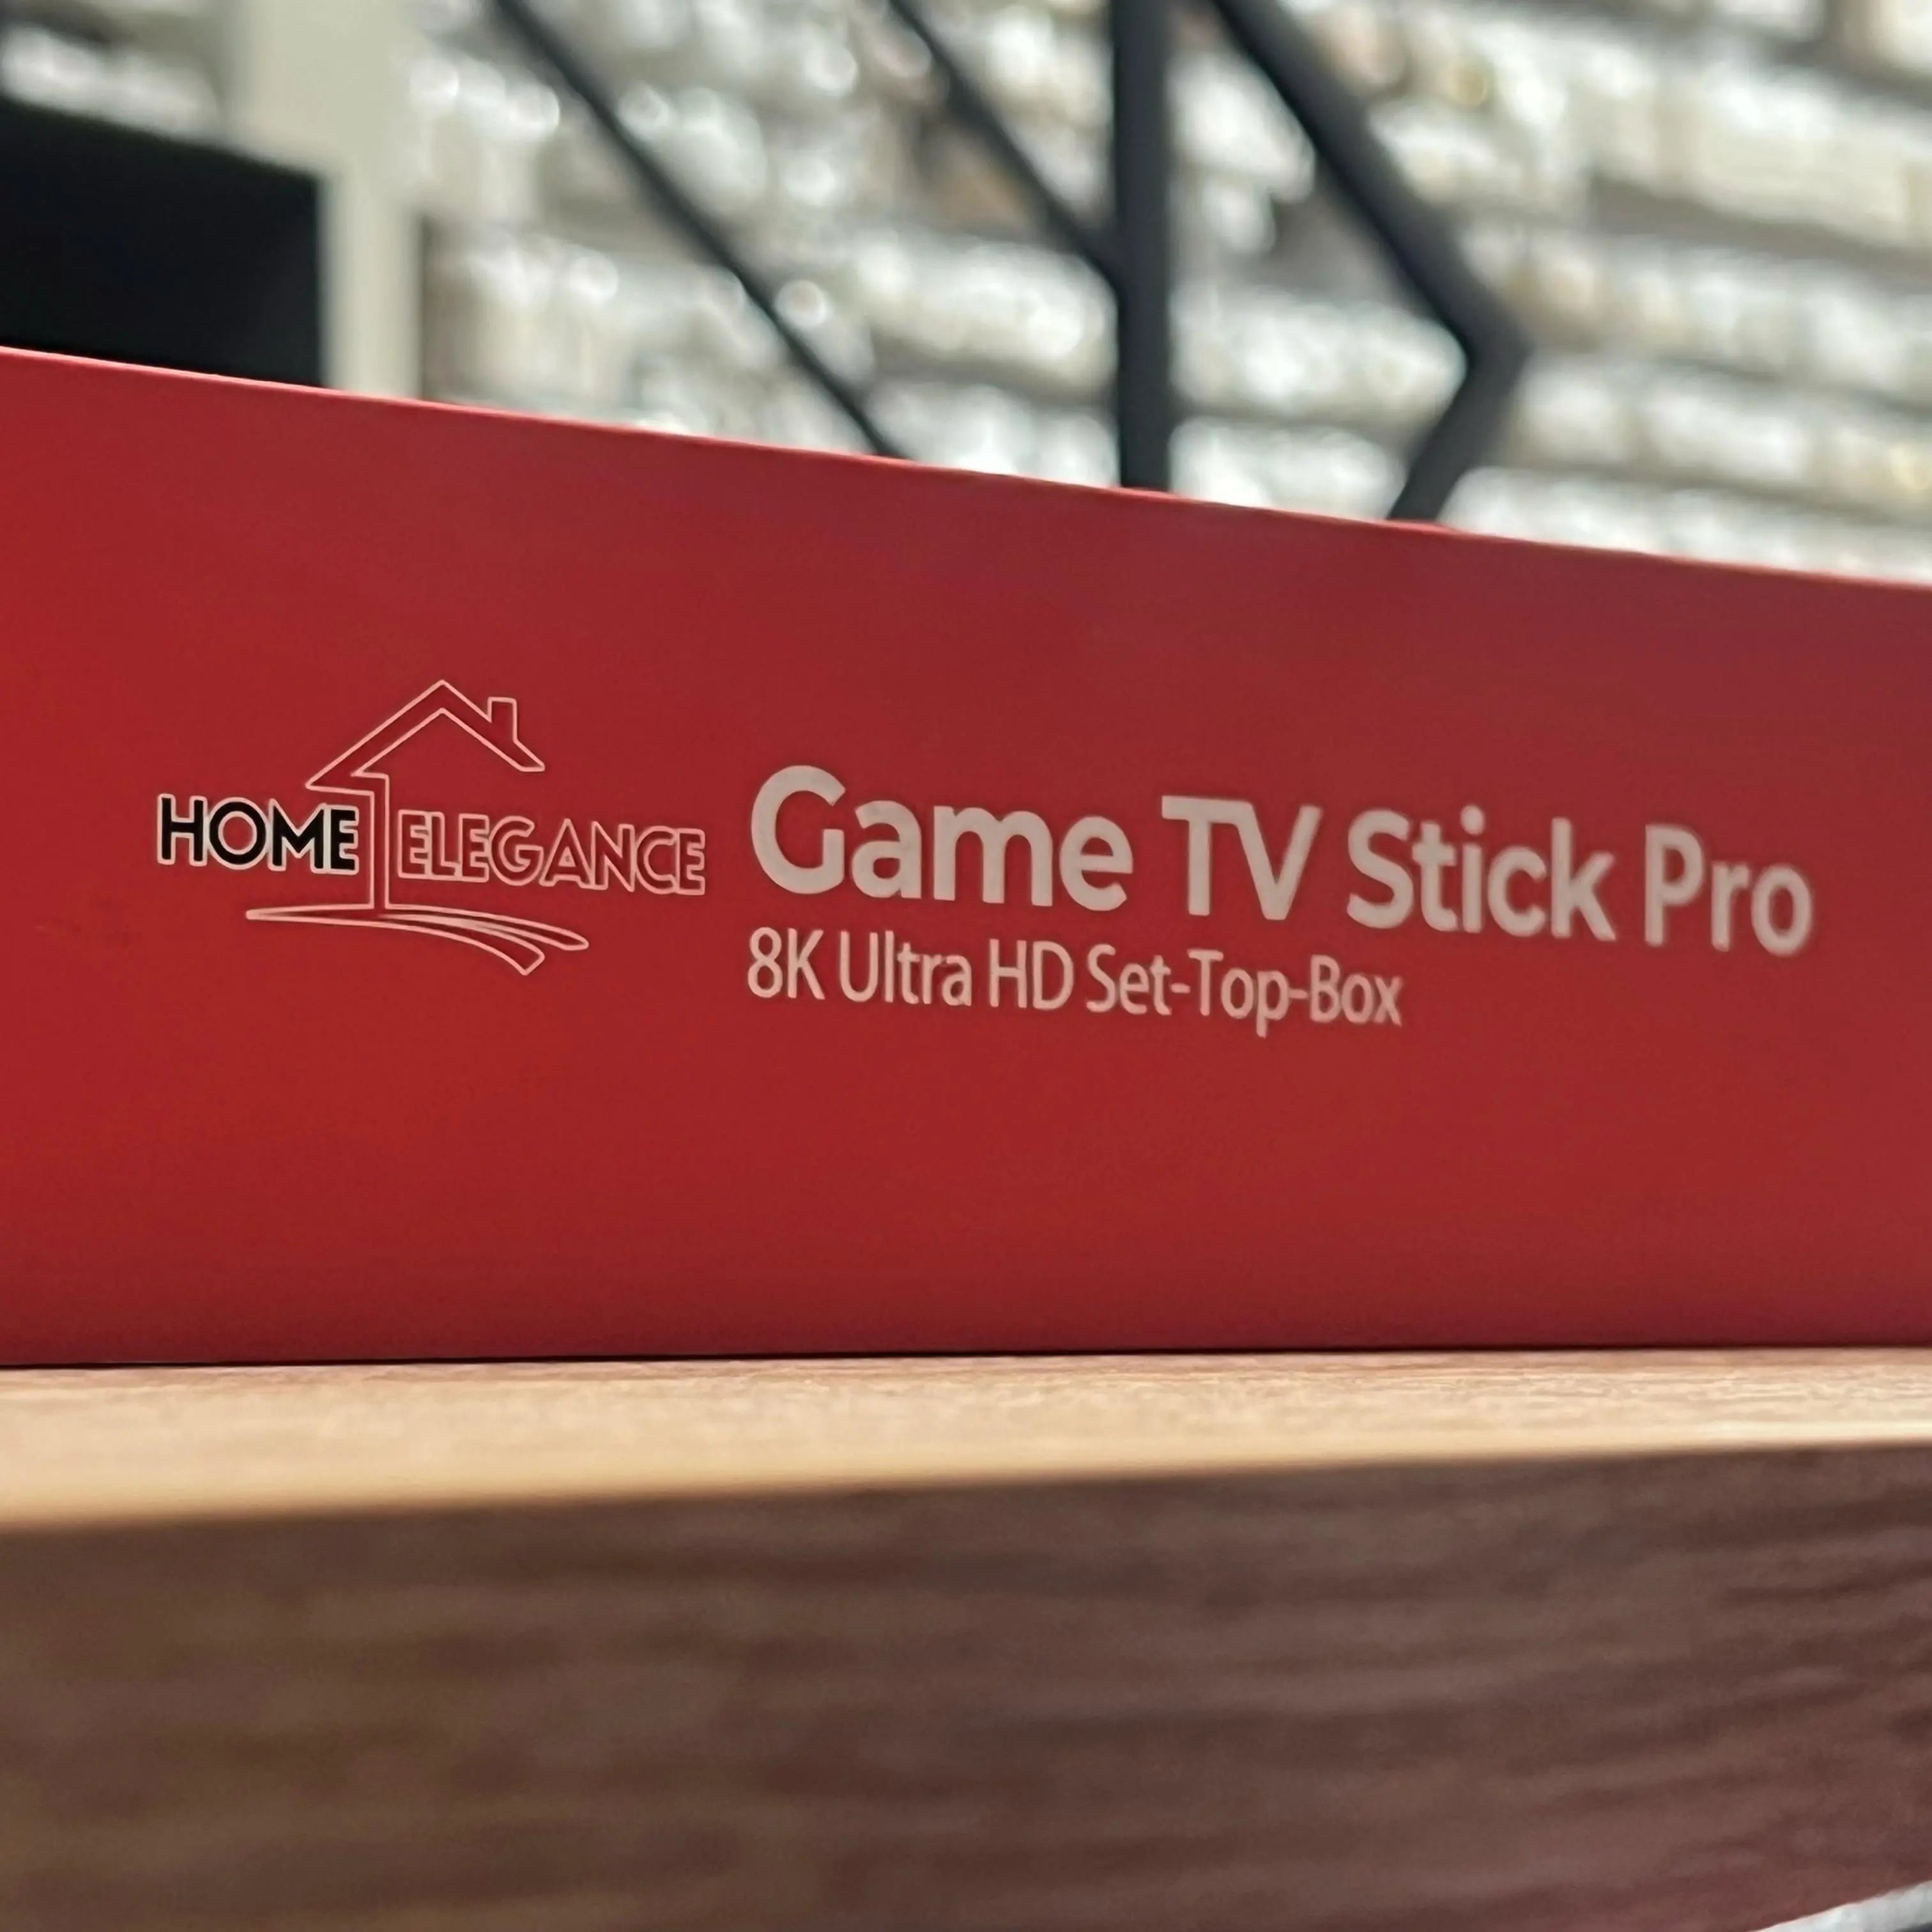 HOME ELEGANCE
Game TV Stick Pro
8K Ultra HD Set-Top-Box